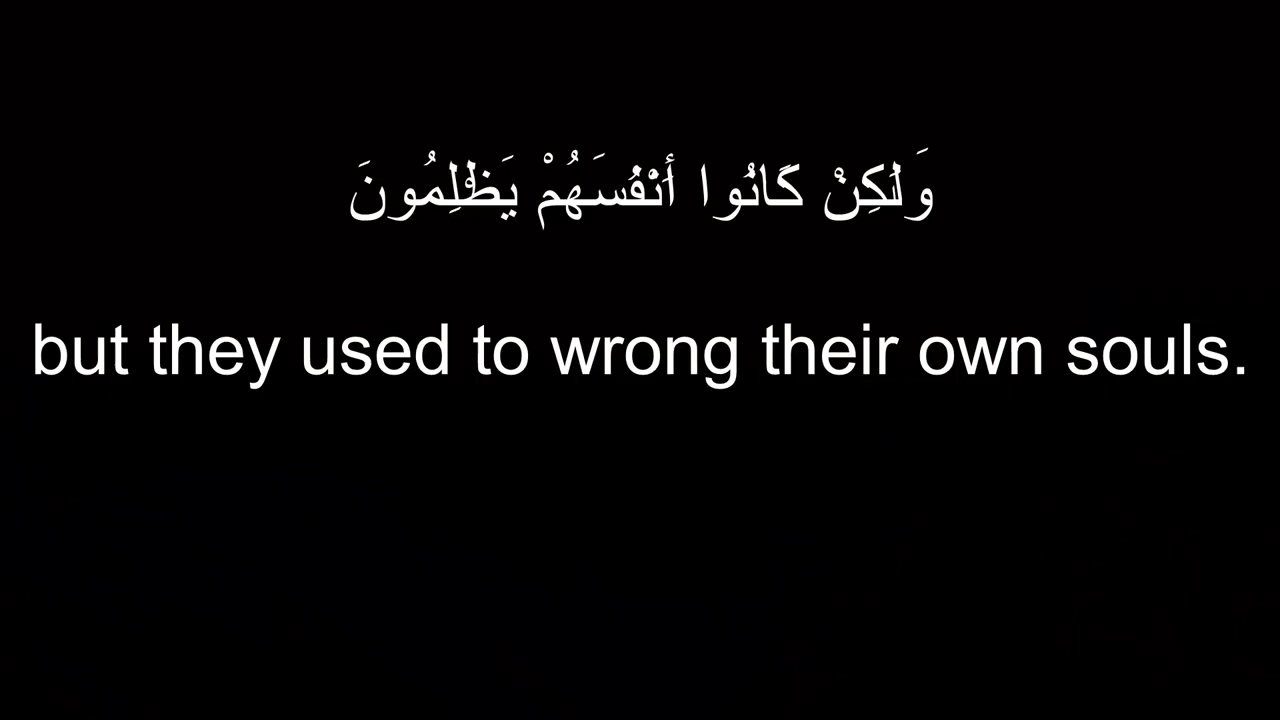 وَلَٰكِنْ كَانُوا أَنْفُسَهُمْ يَظْلِمُونَ
but they used to wrong their own souls.